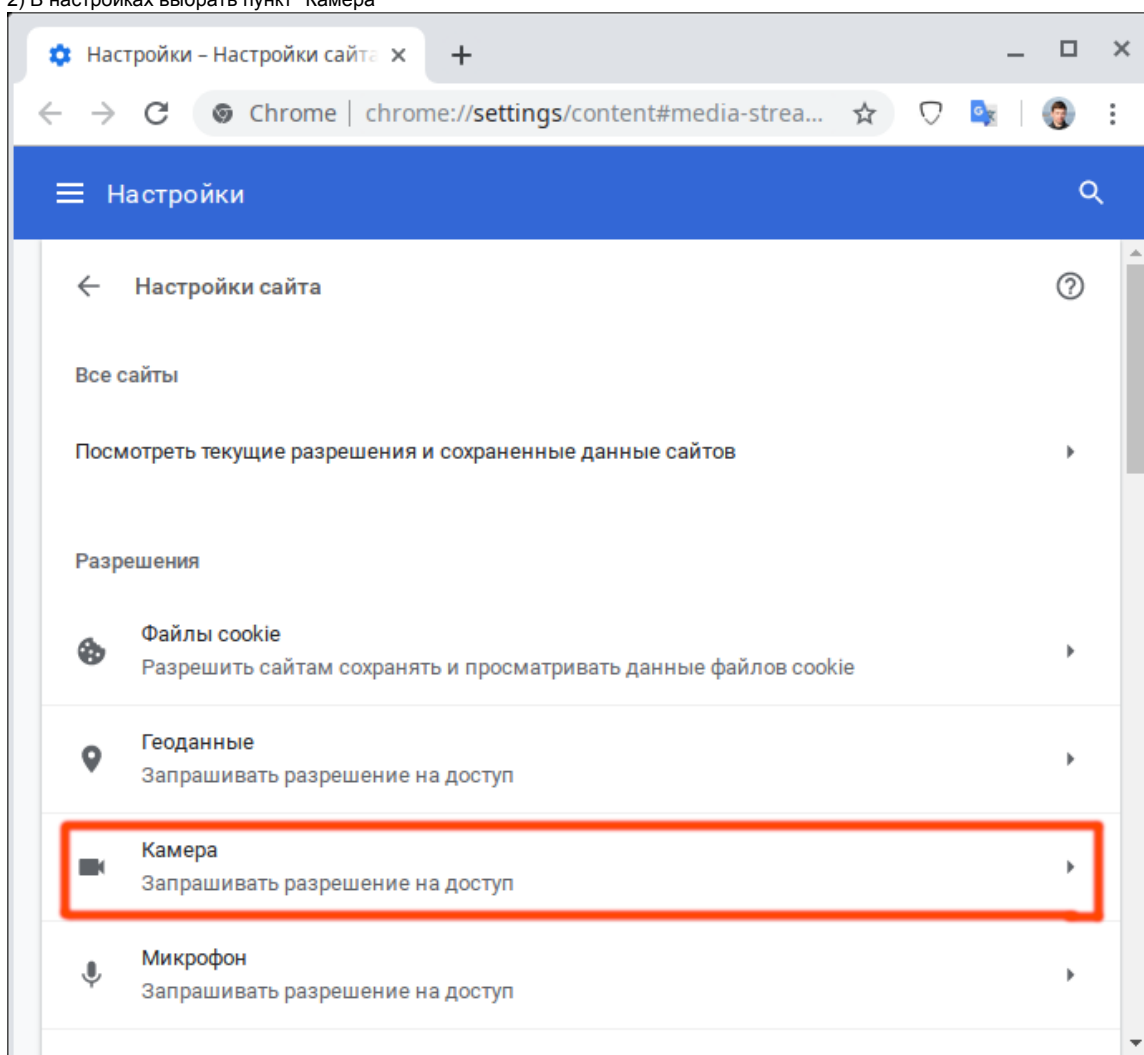 2) В настройках выбрать пункт "Камера"
Настройки – Настройки сайта
Chrome | chrome://settings/content#media-strea...
Настройки
Настройки сайта
Все сайты
Посмотреть текущие разрешения и сохраненные данные сайтов
Разрешения
Файлы cookie
Разрешить сайтам сохранять и просматривать данные файлов cookie
Геоданные
Запрашивать разрешение на доступ
Камера
Запрашивать разрешение на доступ
Микрофон
Запрашивать разрешение на доступ